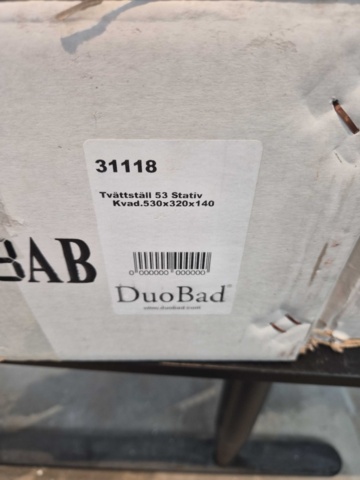 31118
Tvättställ 53 Stativ
Kvad.530x320x140
0 000000 000000
BAB
DuoBad